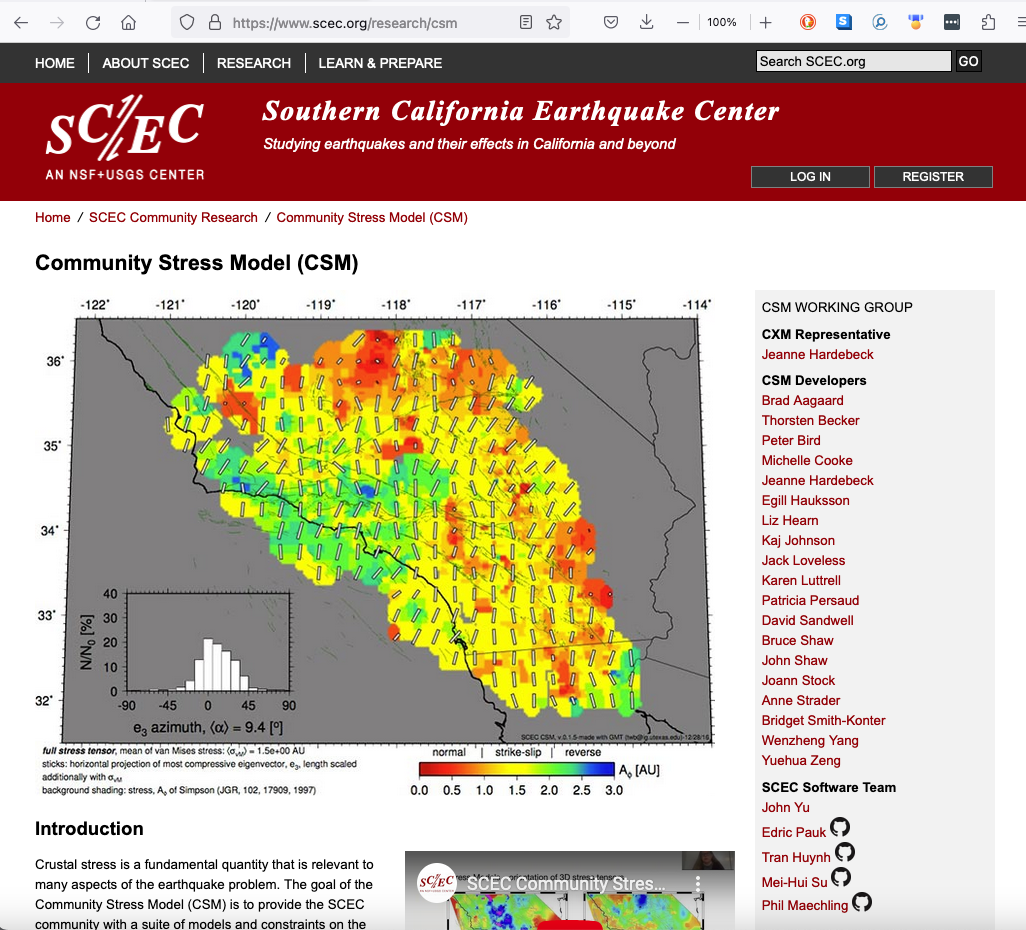 https://www.scec.org/research/csm
100%
HOME
ABOUT SCEC
RESEARCH
LEARN & PREPARE
Search SCEC.org
GO
SC/EC
AN NSF+USGS CENTER
Southern California Earthquake Center
Studying earthquakes and their effects in California and beyond
LOG IN
REGISTER
Home / SCEC Community Research / Community Stress Model (CSM)
Community Stress Model (CSM)
-122˚ -121˚ -120˚ -119˚ -118˚ -117˚ -116˚ -115˚ -114˚
36˚
35˚
34˚
33˚
32˚
40
30
20
10
0
N/N₀ [%]
-90 -45 0 45 90
e₃ azimuth, ⟨α⟩ = 9.4 [º]
SCEC CSM, v.0.1.5-made with GMT (twb@ig.utexas.edu)-12/28/16
full stress tensor, mean of van Mises stress: ⟨σvM⟩ = 1.5e+00 AU
sticks: horizontal projection of most compressive eigenvector, e₃, length scaled
additionally with σvM
background shading: stress, Aϕ of Simpson (JGR, 102, 17909, 1997)
normal | strike-slip | reverse
Aϕ [AU]
0.0 0.5 1.0 1.5 2.0 2.5 3.0
Introduction
Crustal stress is a fundamental quantity that is relevant to
many aspects of the earthquake problem. The goal of the
Community Stress Model (CSM) is to provide the SCEC
community with a suite of models and constraints on the
SC/EC
SCEC Community Stres...
CSM WORKING GROUP
CXM Representative
Jeanne Hardebeck
CSM Developers
Brad Aagaard
Thorsten Becker
Peter Bird
Michelle Cooke
Jeanne Hardebeck
Egill Hauksson
Liz Hearn
Kaj Johnson
Jack Loveless
Karen Luttrell
Patricia Persaud
David Sandwell
Bruce Shaw
John Shaw
Joann Stock
Anne Strader
Bridget Smith-Konter
Wenzheng Yang
Yuehua Zeng
SCEC Software Team
John Yu
Edric Pauk
Tran Huynh
Mei-Hui Su
Phil Maechling